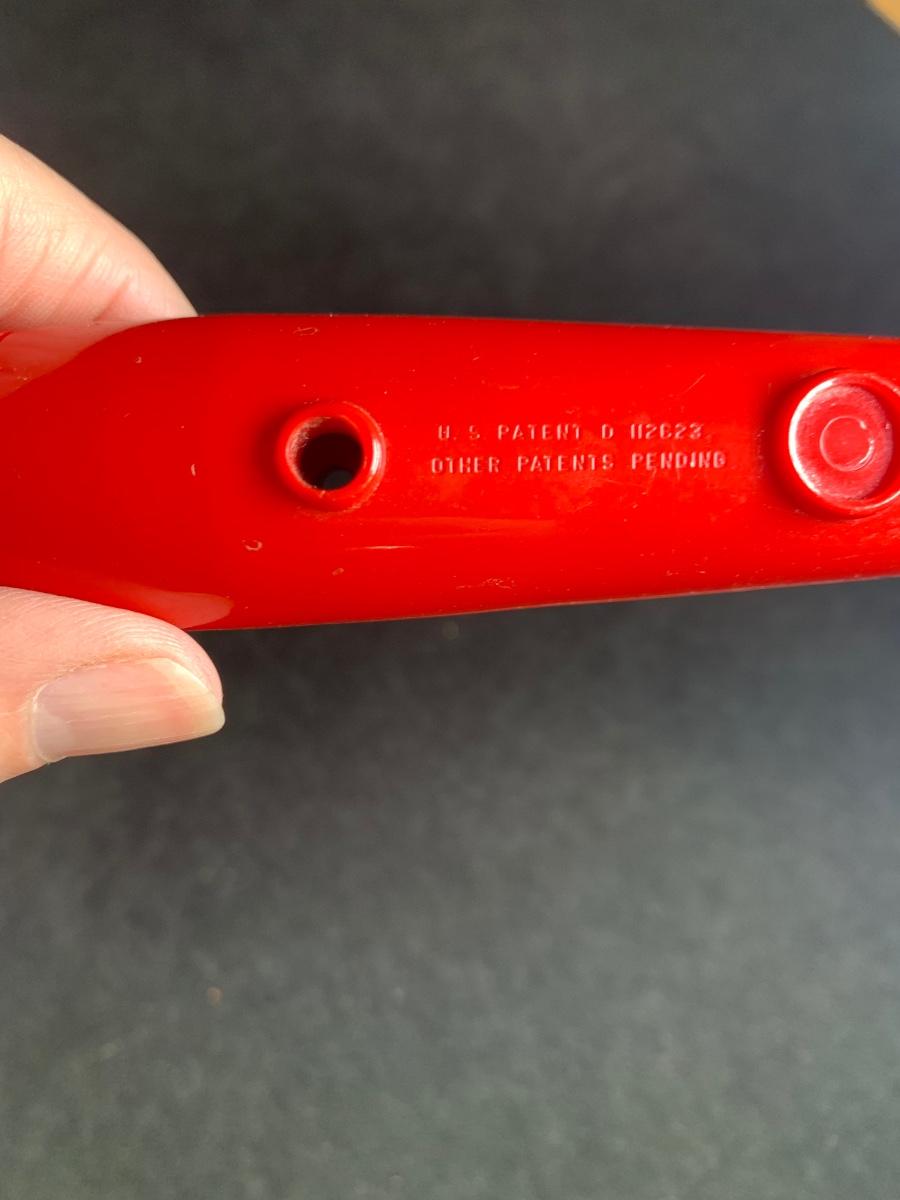 U. S PATENT D 112623
OTHER PATENTS PENDING